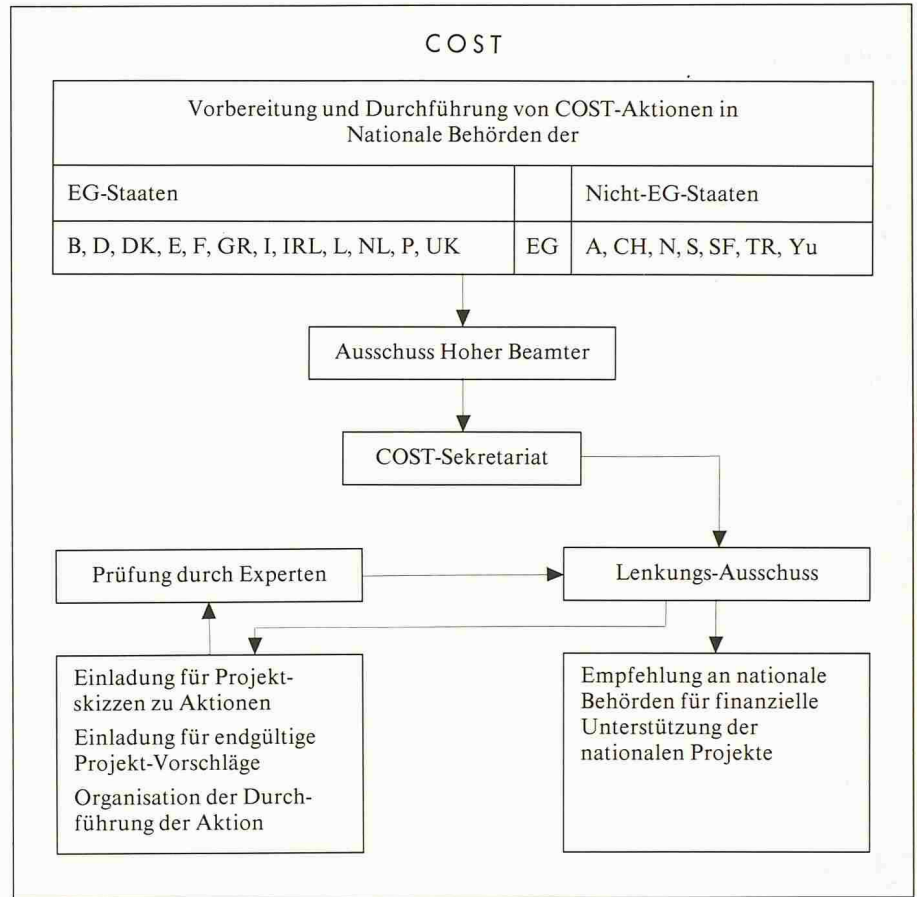 COST
Vorbereitung und Durchführung von COST-Aktionen in
Nationale Behörden der
EG-Staaten
Nicht-EG-Staaten
B, D, DK, E, F, GR, I, IRL, L, NL, P, UK
EG
A, CH, N, S, SF, TR, Yu
Ausschuss Hoher Beamter
COST-Sekretariat
Prüfung durch Experten
Lenkungs-Ausschuss
Einladung für Projekt-
skizzen zu Aktionen
Einladung für endgültige
Projekt-Vorschläge
Organisation der Durch-
führung der Aktion
Empfehlung an nationale
Behörden für finanzielle
Unterstützung der
nationalen Projekte